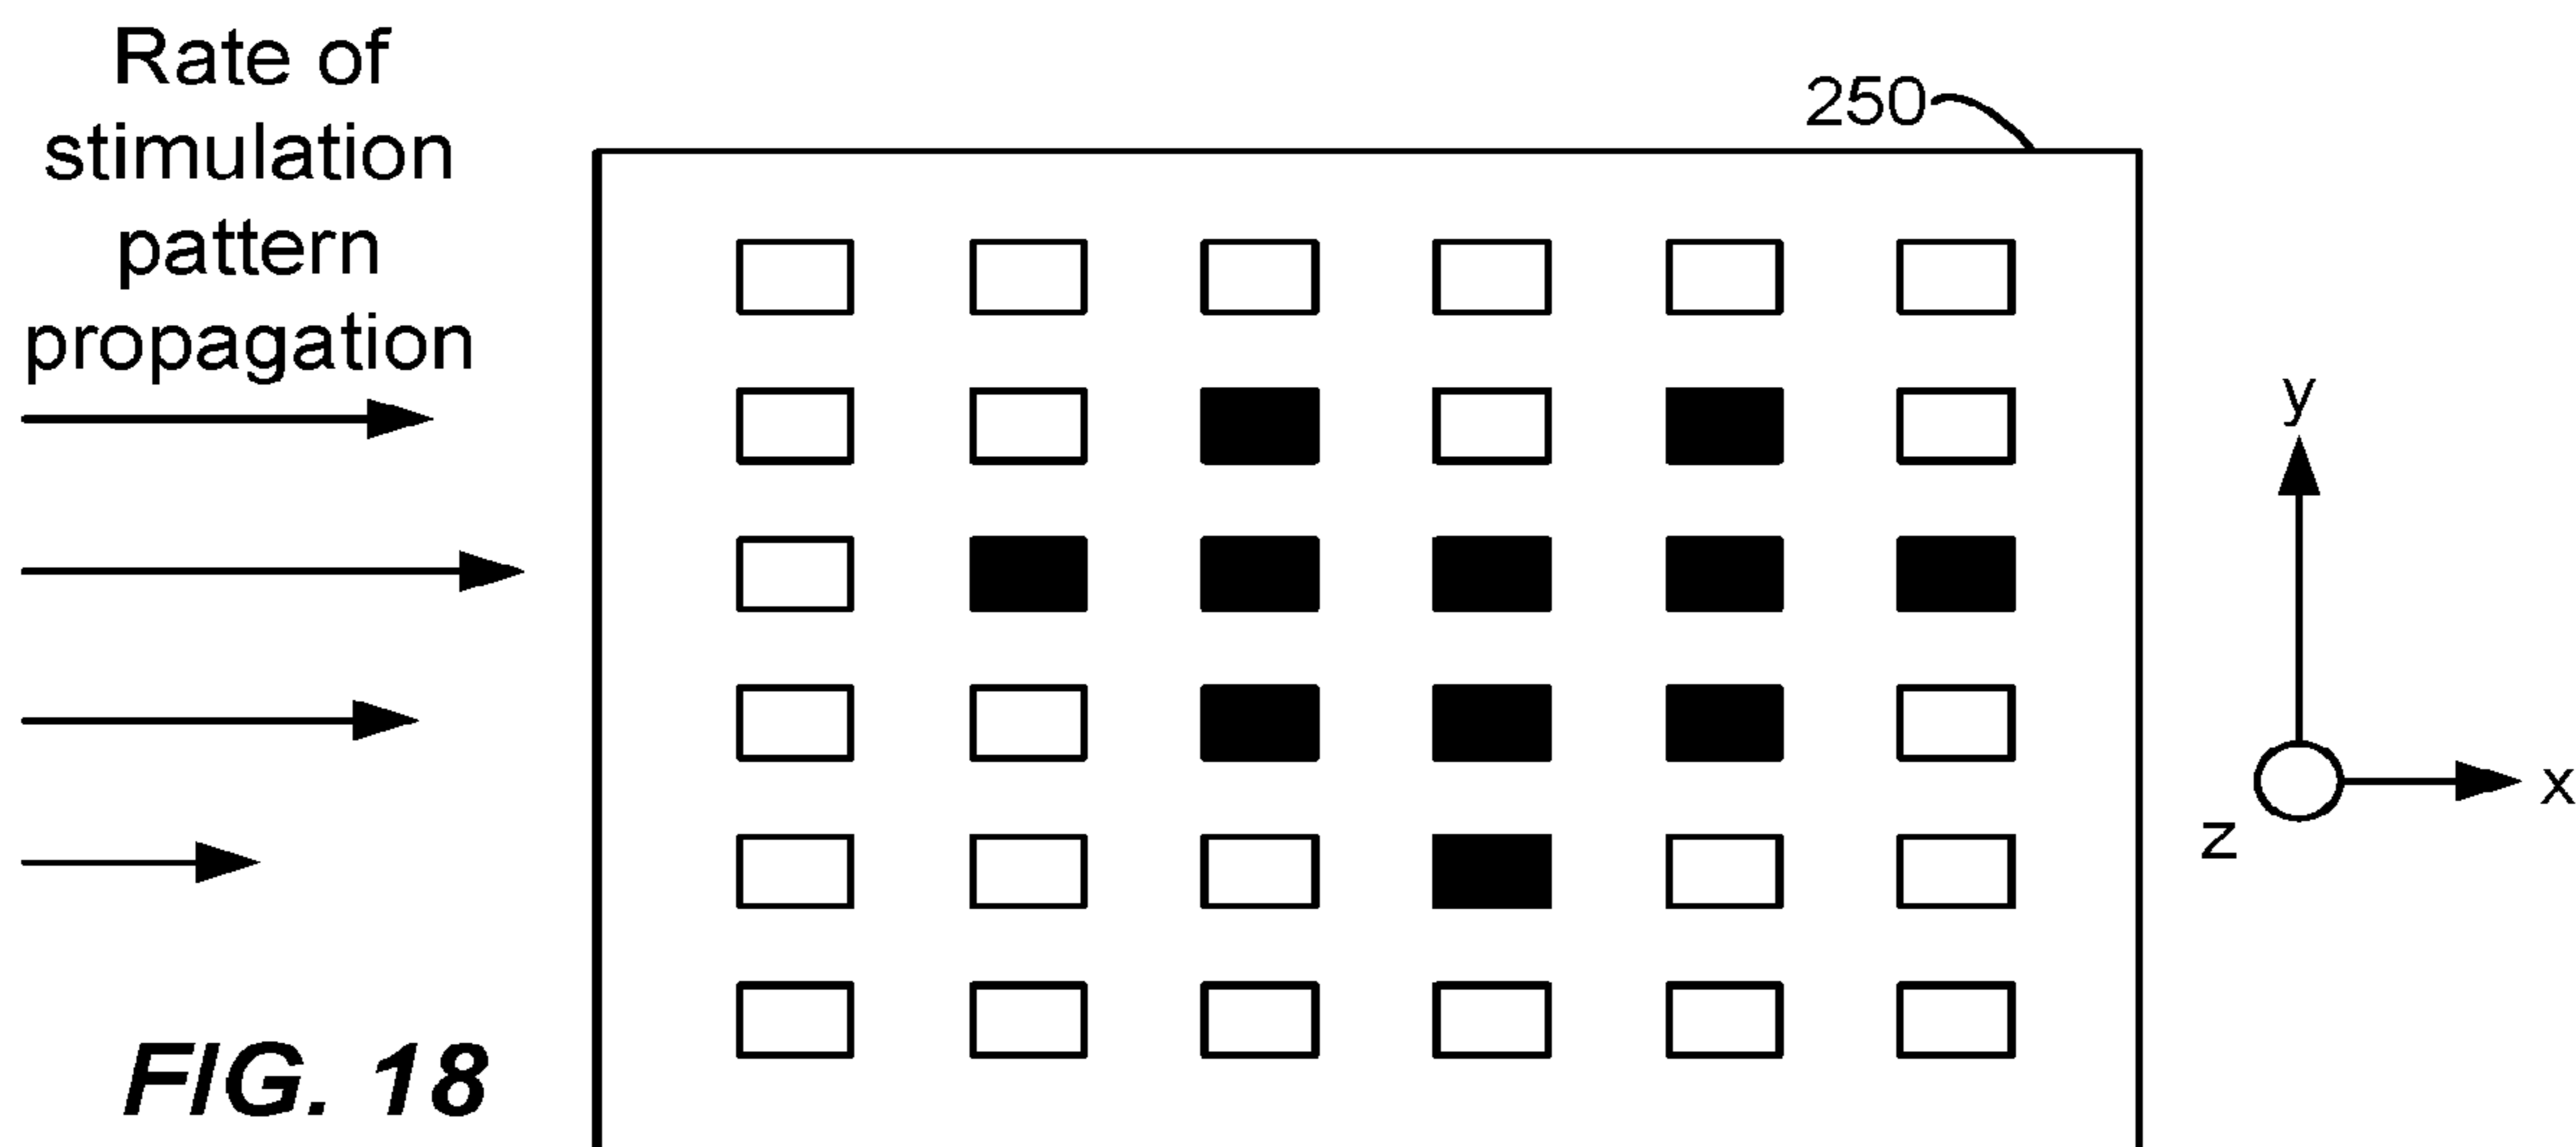 Rate of
stimulation
pattern
propagation
250
y
x
z
FIG. 18